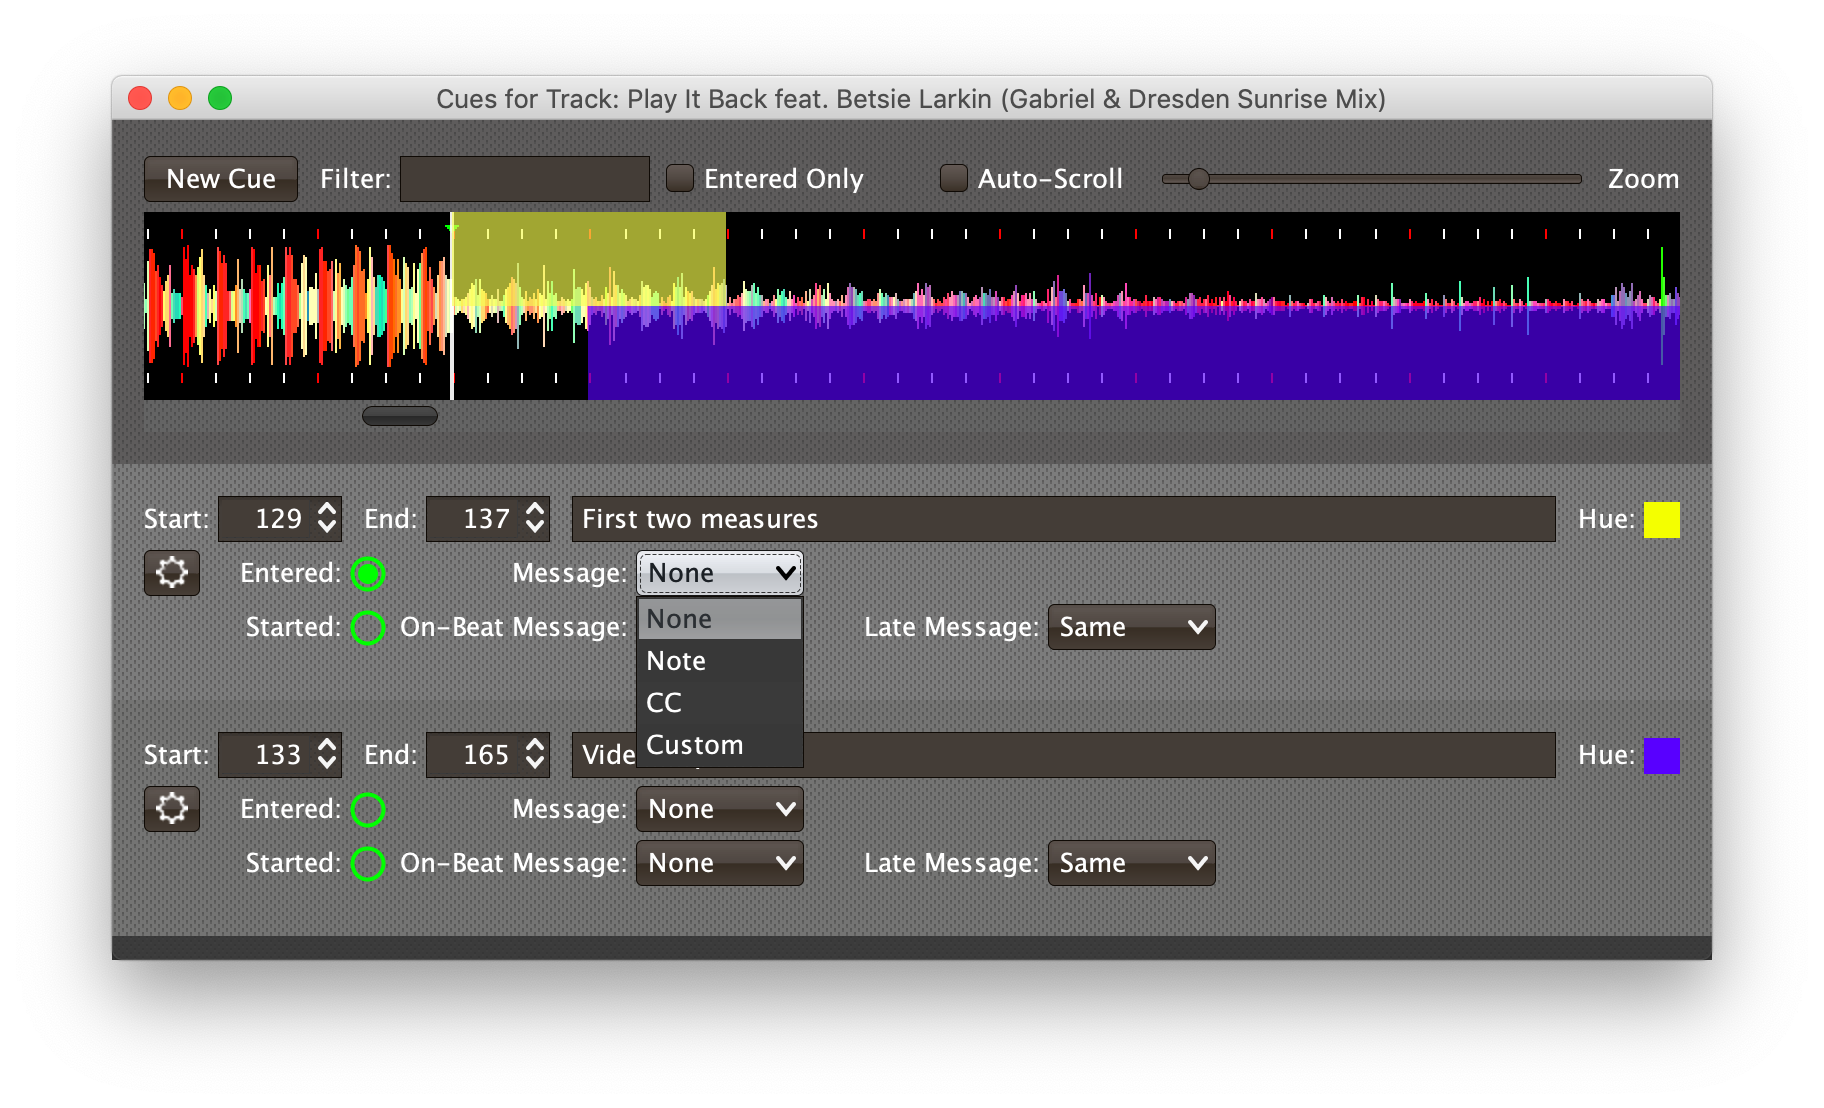 Cues for Track: Play It Back feat. Betsie Larkin (Gabriel & Dresden Sunrise Mix)
New Cue Filter: Entered Only Auto-Scroll Zoom
Start: 129 End: 137 First two measures Hue:
Entered: Message: None
Started: On-Beat Message: None Late Message: Same
Note
CC
Custom
Start: 133 End: 165 Hue:
Entered: Message: None
Started: On-Beat Message: None Late Message: Same